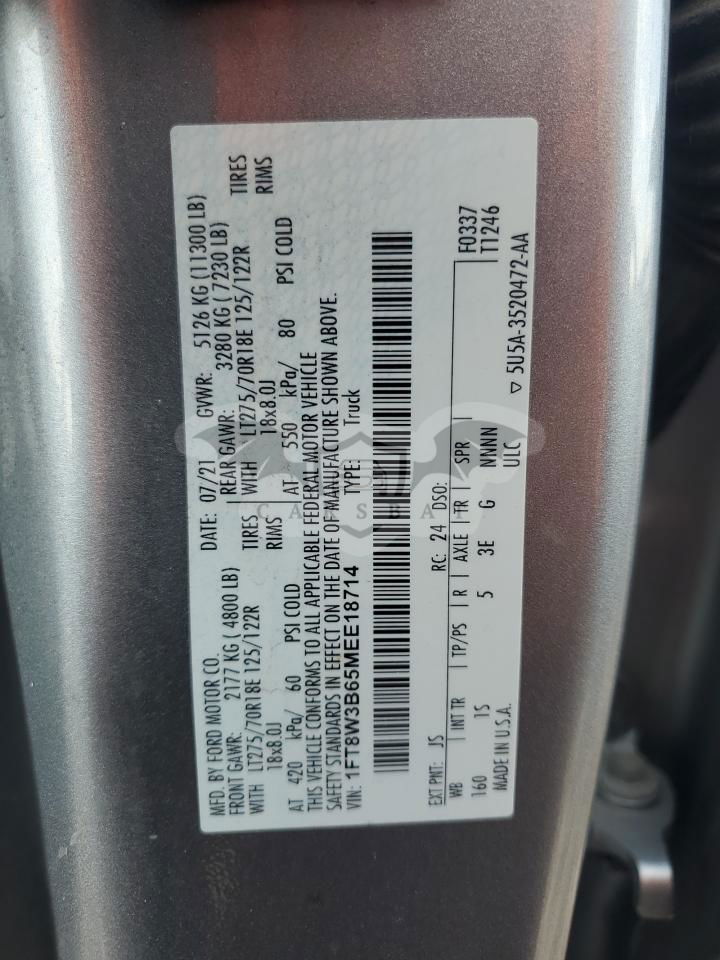 MFD. BY FORD MOTOR CO.
DATE: 07/21 GVWR: 5126 KG (11300 LB)
FRONT GAWR: 2177 KG ( 4800 LB)
REAR GAWR: 3280 KG ( 7230 LB)
WITH LT275/70R18E 125/122R TIRES
WITH LT275/70R18E 125/122R TIRES
18x8.0J RIMS
18x8.0J RIMS
AT 420 kPa/ 60 PSI COLD
AT 550 kPa/ 80 PSI COLD
THIS VEHICLE CONFORMS TO ALL APPLICABLE FEDERAL MOTOR VEHICLE
SAFETY STANDARDS IN EFFECT ON THE DATE OF MANUFACTURE SHOWN ABOVE.
VIN: 1FT8W3B65MEE18714 TYPE: Truck
EXT PNT: JS RC: 24 DSO: F0337
WB INT TR TP/PS R AXLE TR SPR T1246
160 1S 5 3E G NNNN
MADE IN U.S.A. ULC
▽ 5U5A-3520472-AA
CARSBAT